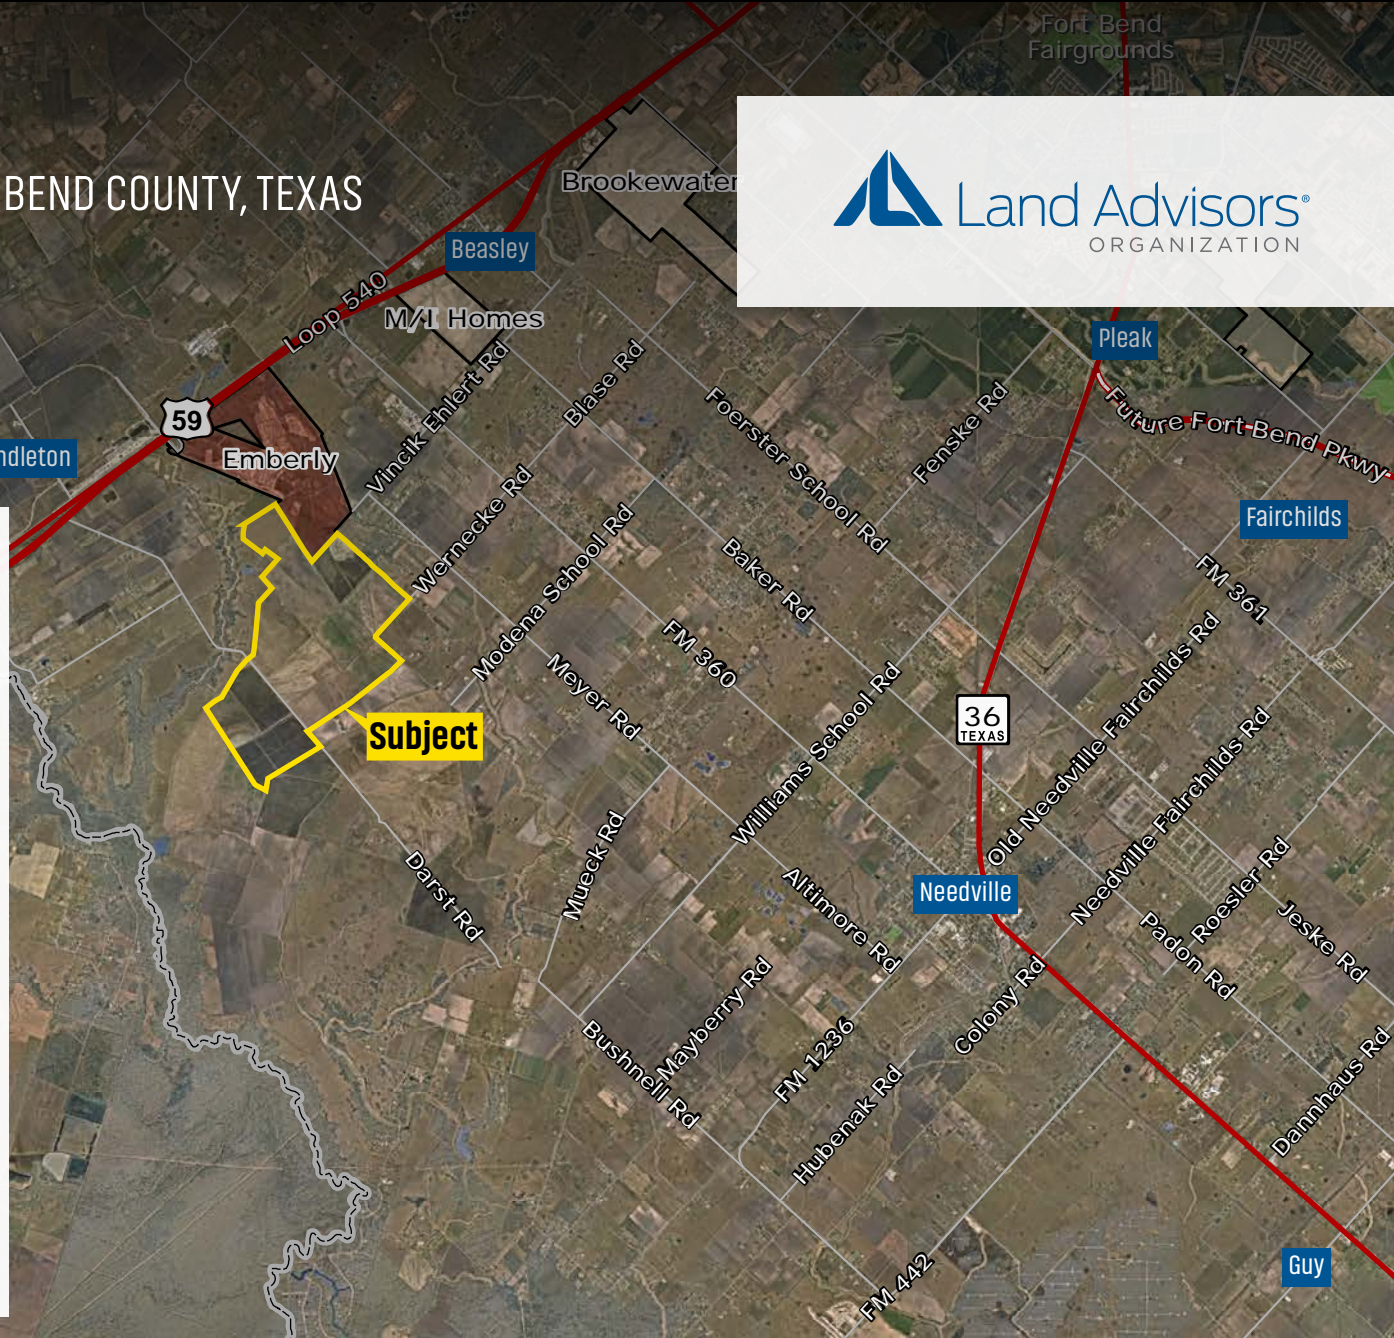 Fort Bend
Fairgrounds
BEND COUNTY, TEXAS
Brookewater
Land Advisors®
ORGANIZATION
Beasley
Loop 540
M/I Homes
Pleak
Vincik Ehlert Rd
Blase Rd
Foerster School Rd
Fenske Rd
Future Fort Bend Pkwy
59
Emberly
ndleton
Wernecke Rd
Modena School Rd
Baker Rd
Fairchilds
FM 361
FM 360
Meyer Rd
Williams School Rd
Old Needville Fairchilds Rd
Needville Fairchilds Rd
36
TEXAS
Subject
Darst Rd
Mueck Rd
Altimore Rd
Needville
Roesler Rd
Jeske Rd
Padon Rd
Colony Rd
Mayberry Rd
Bushnell Rd
FM 1236
Hubenak Rd
Dannhaus Rd
FM 442
Guy